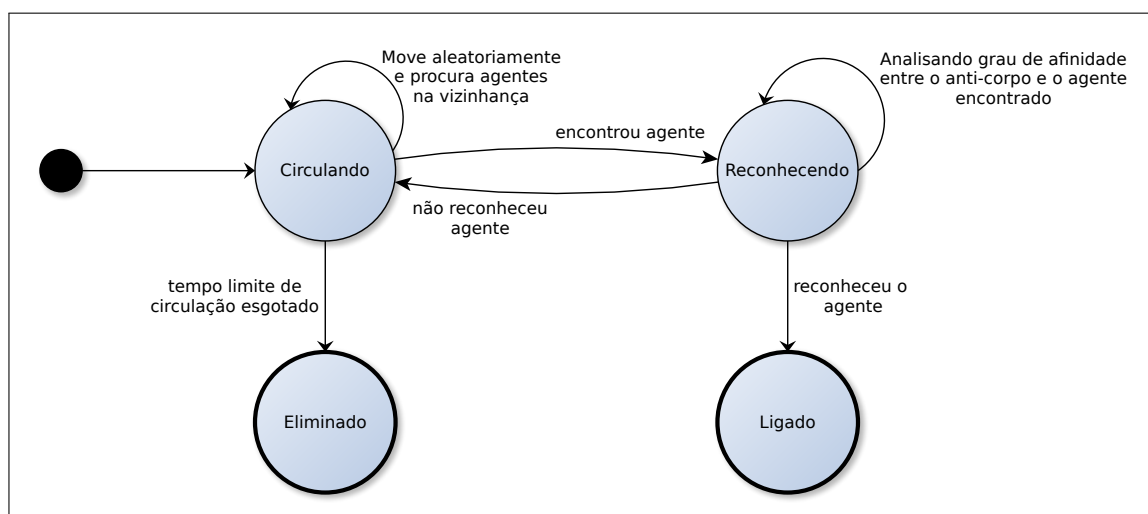 Move aleatoriamente
e procura agentes
na vizinhança
Analisando grau de afinidade
entre o anti-corpo e o agente
encontrado
encontrou agente
Circulando
Reconhecendo
não reconheceu
agente
tempo limite de
circulação esgotado
reconheceu o
agente
Eliminado
Ligado